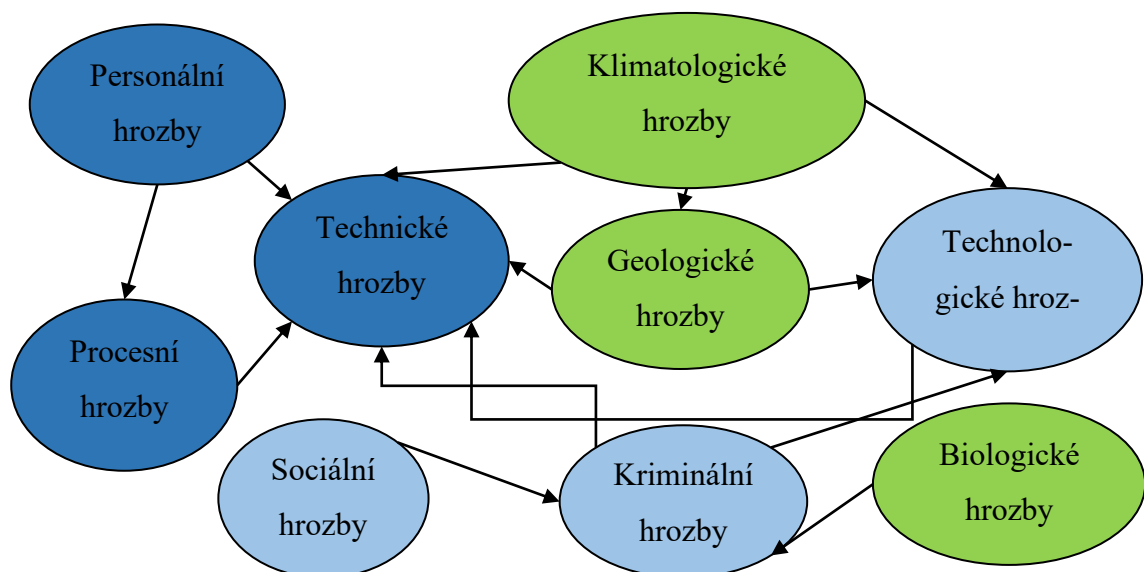 Personální
hrozby
Klimatologické
hrozby
Technické
hrozby
Geologické
hrozby
Technolo-
gické hroz-
Procesní
hrozby
Sociální
hrozby
Kriminální
hrozby
Biologické
hrozby